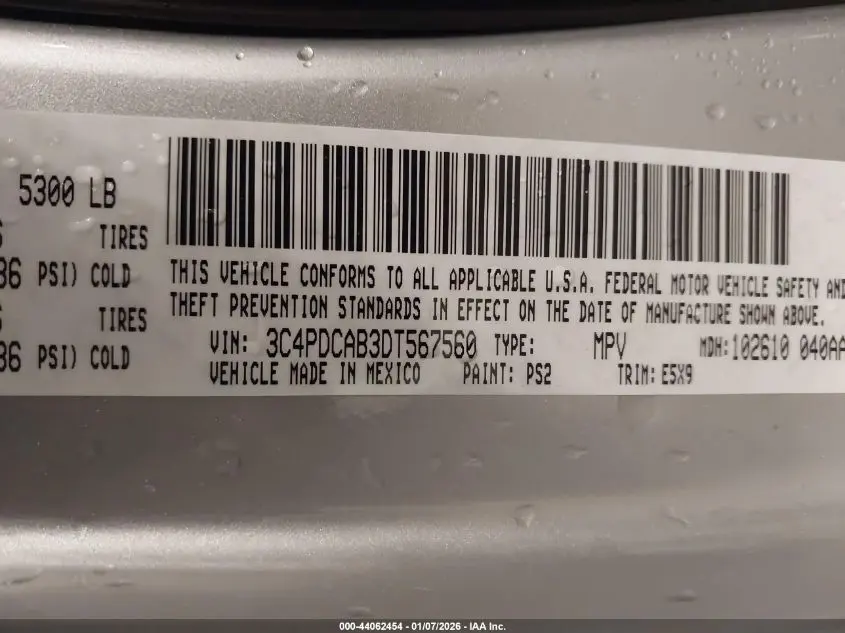 5300 LB
TIRES
PSI) COLD
TIRES
PSI) COLD
THIS VEHICLE CONFORMS TO ALL APPLICABLE U.S.A. FEDERAL MOTOR VEHICLE SAFETY AND
THEFT PREVENTION STANDARDS IN EFFECT ON THE DATE OF MANUFACTURE SHOWN ABOVE.
VIN: 3C4PDCAB3DT567560 TYPE: MPV MDH:102610 040AA
VEHICLE MADE IN MEXICO PAINT: PS2 TRIM: E5X9
000-44062454 - 01/07/2026 - IAA Inc.